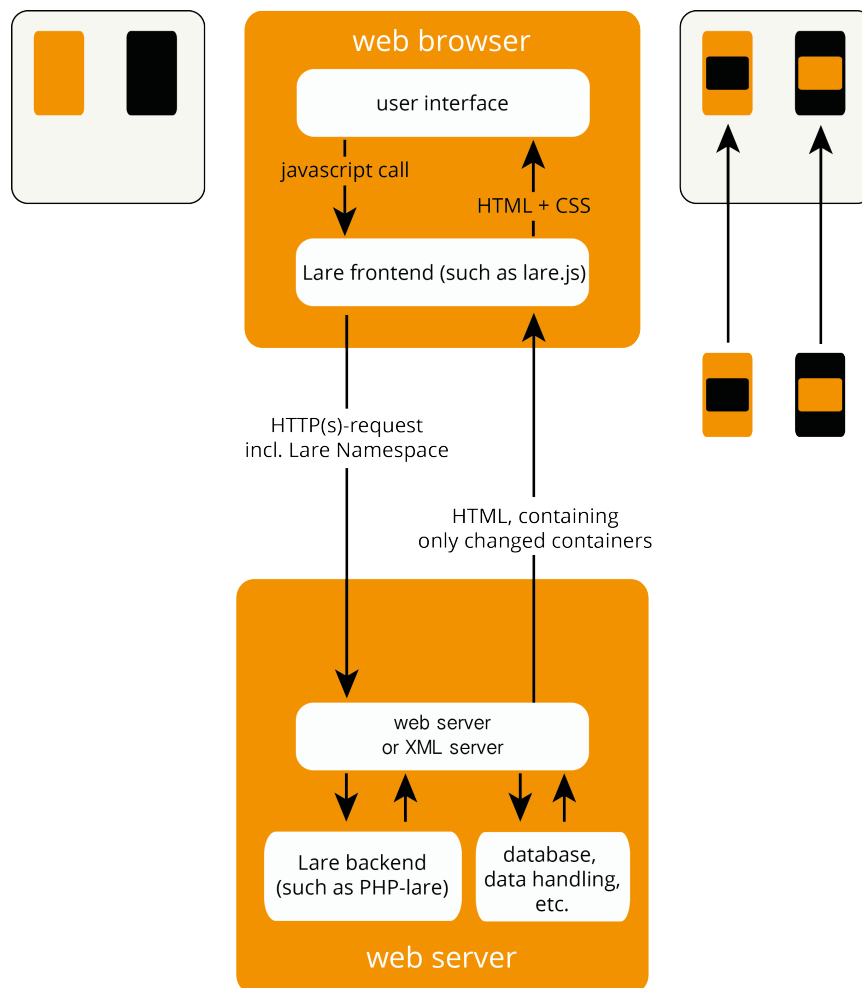 web browser
user interface
javascript call
HTML + CSS
Lare frontend (such as lare.js)
HTTP(s)-request
incl. Lare Namespace
HTML, containing
only changed containers
web server
or XML server
Lare backend
(such as PHP-lare)
database,
data handling,
etc.
web server